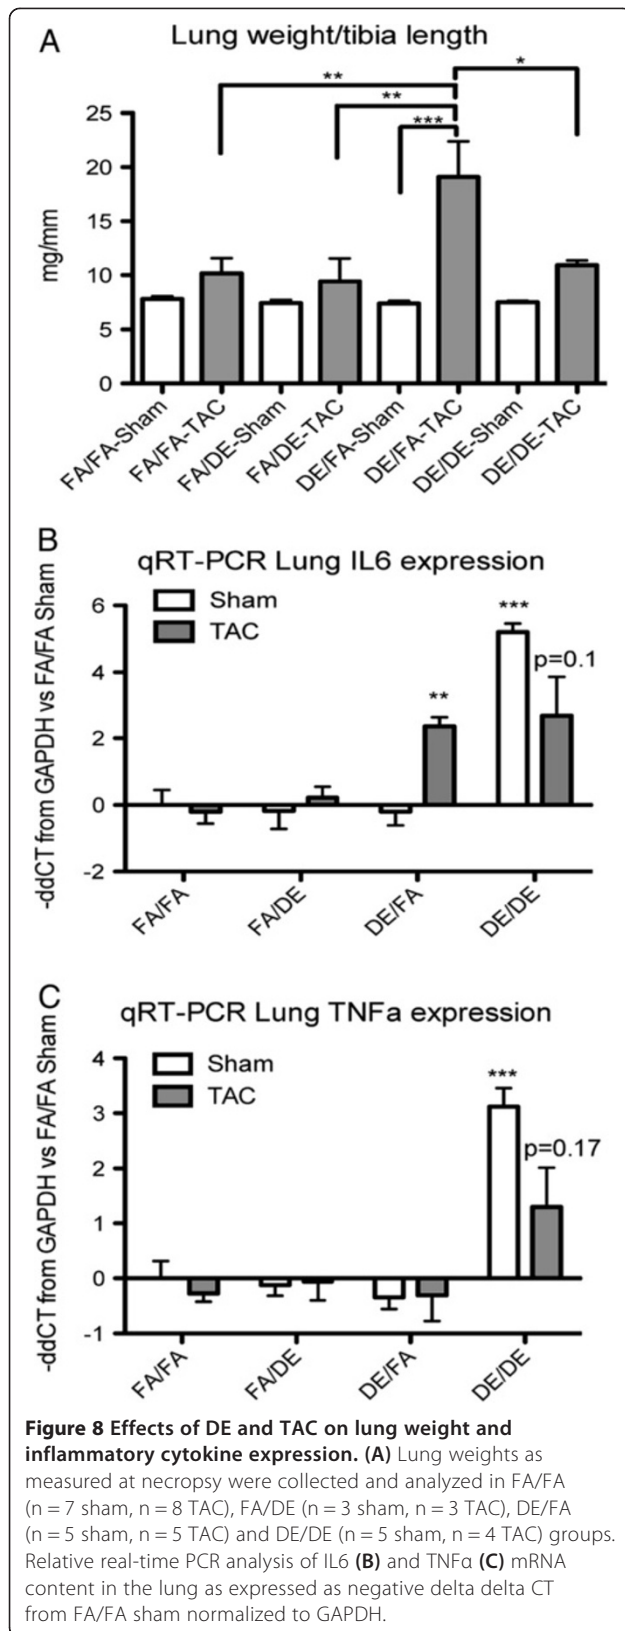 A
Lung weight/tibia length
**
*
**
***
25
20
15
10
5
0
mg/mm
FA/FA-Sham
FA/FA-TAC
FA/DE-Sham
FA/DE-TAC
DE/FA-Sham
DE/FA-TAC
DE/DE-Sham
DE/DE-TAC
B
qRT-PCR Lung IL6 expression
-ddCT from GAPDH vs FA/FA Sham
6
4
2
0
-2
Sham
TAC
**
***
p=0.1
FA/FA
FA/DE
DE/FA
DE/DE
C
qRT-PCR Lung TNFa expression
-ddCT from GAPDH vs FA/FA Sham
4
3
2
1
0
-1
Sham
TAC
***
p=0.17
FA/FA
FA/DE
DE/FA
DE/DE
Figure 8 Effects of DE and TAC on lung weight and
inflammatory cytokine expression. (A) Lung weights as
measured at necropsy were collected and analyzed in FA/FA
(n = 7 sham, n = 8 TAC), FA/DE (n = 3 sham, n = 3 TAC), DE/FA
(n = 5 sham, n = 5 TAC) and DE/DE (n = 5 sham, n = 4 TAC) groups.
Relative real-time PCR analysis of IL6 (B) and TNFα (C) mRNA
content in the lung as expressed as negative delta delta CT
from FA/FA sham normalized to GAPDH.